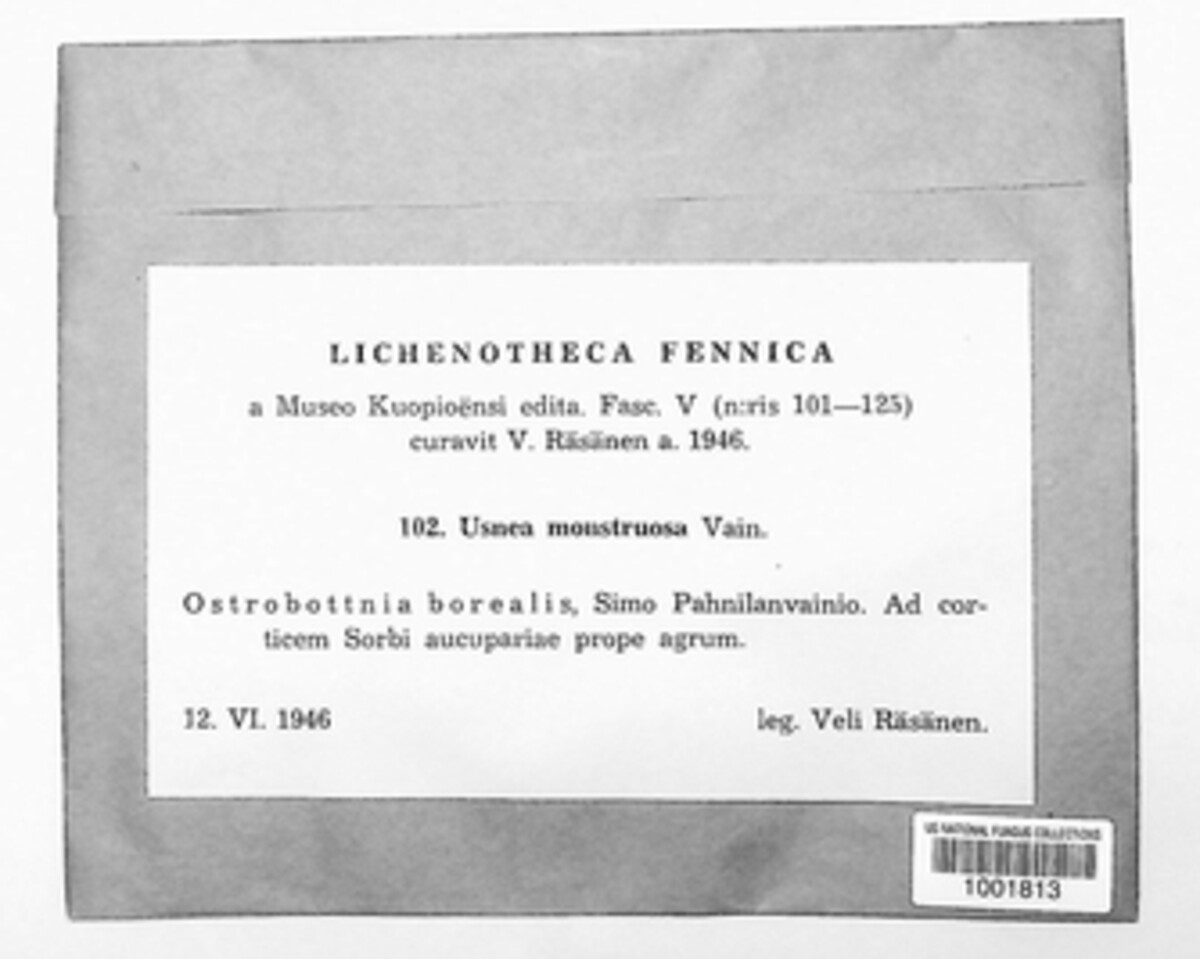 LICHENOTHECA FENNICA
a Museo Kuopioënsi edita. Fasc. V (n:ris 101—125)
curavit V. Räsänen a. 1946.
102. Usnea monstruosa Vain.
Ostrobottnia borealis, Simo Pahnilanvainio. Ad cor-
ticem Sorbi aucupariae prope agrum.
12. VI. 1946
leg. Veli Räsänen.
US NATIONAL FUNGUS COLLECTIONS
1001813